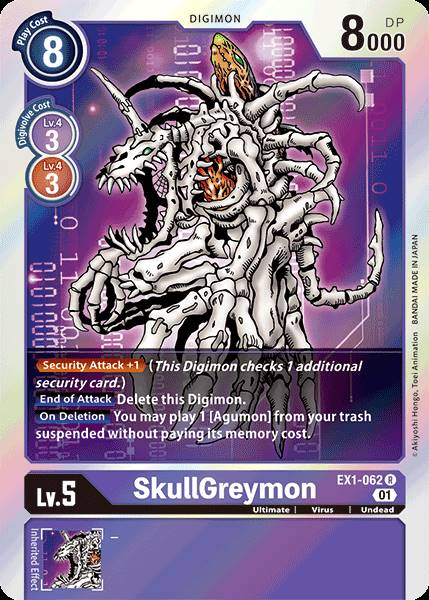 DIGIMON
Play Cost
8
DP
8000
Digivolve Cost
Lv.4
3
Lv.4
3
Security Attack +1 (This Digimon checks 1 additional
security card.)
End of Attack Delete this Digimon.
On Deletion You may play 1 [Agumon] from your trash
suspended without paying its memory cost.
© Akiyoshi Hongo, Toei Animation BANDAI MADE IN JAPAN
Lv.5
SkullGreymon
EX1-062 R
01
Ultimate | Virus | Undead
Inherited Effect
–